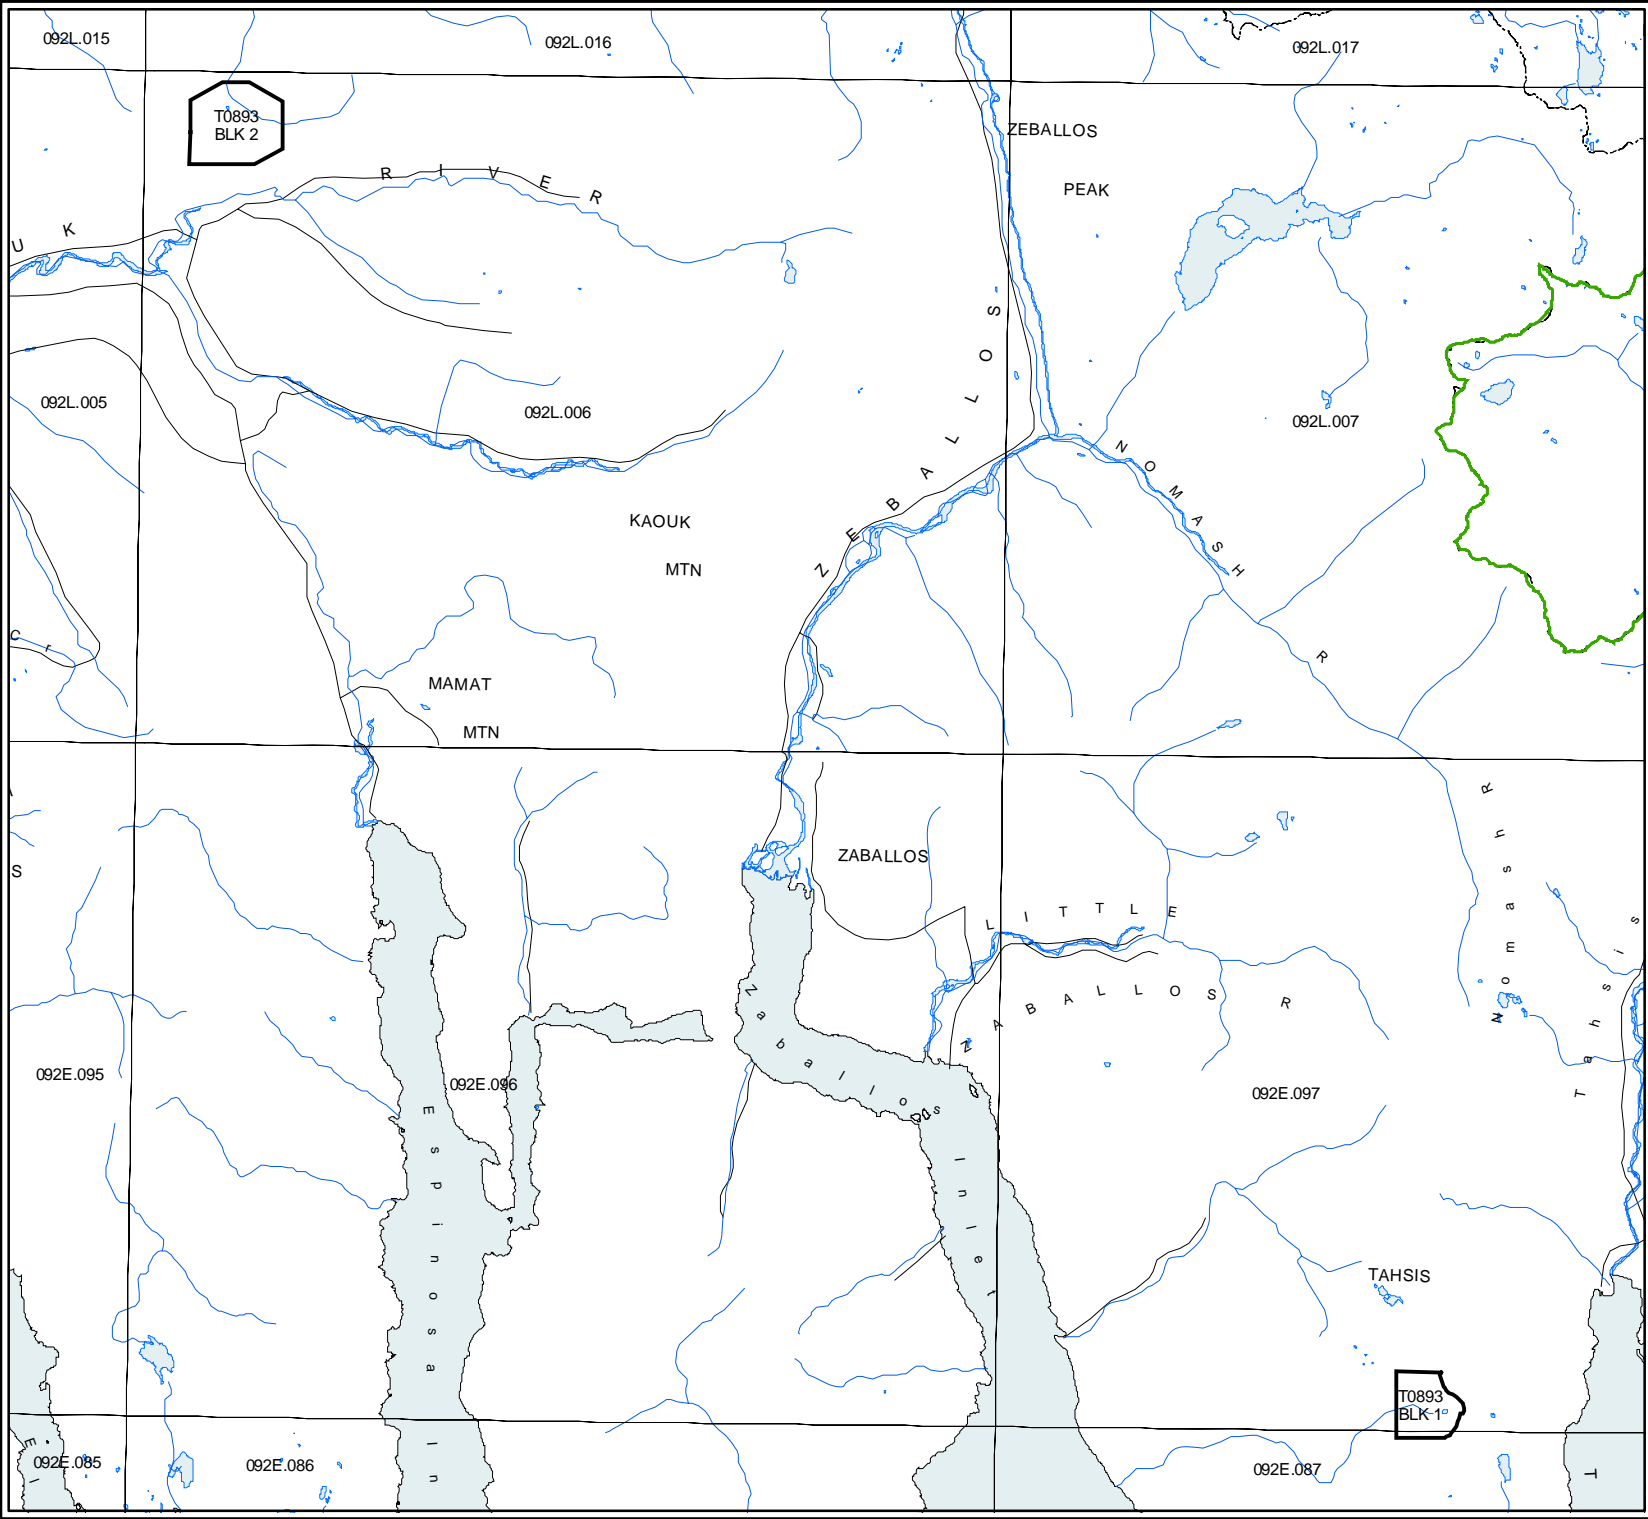 092L.015
092L.016
092L.017
T0893
BLK 2
ZEBALLOS
PEAK
RIVER
UK
ZEBALLOS
092L.005
092L.006
092L.007
NOMASH R
KAOUK
MTN
Cr
MAMAT
MTN
S
ZABALLOS
LITTLE
ZABALLOS R
Nomash R
Tahsis
Zaballos Inlet
092E.095
092E.096
092E.097
Espinosa In
TAHSIS
T0893
BLK 1
E I
092E.085
092E.086
092E.087
T